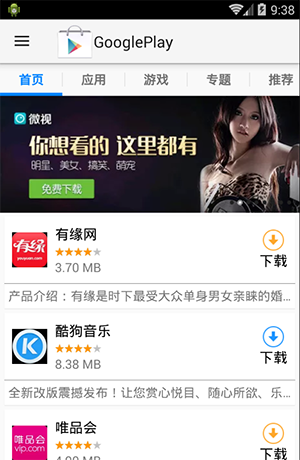 9:38
GooglePlay
首页 应用 游戏 专题 推荐
微视
你想看的 这里都有
明星、美女、搞笑、萌宠
免费下载
有缘
youyuan.com
有缘网
3.70 MB
下载
产品介绍：有缘是时下最受大众单身男女亲睐的婚...
K
酷狗音乐
8.38 MB
下载
全新改版震撼发布！让您赏心悦目、随心所欲、乐...
唯品会
vip.com
唯品会
下载